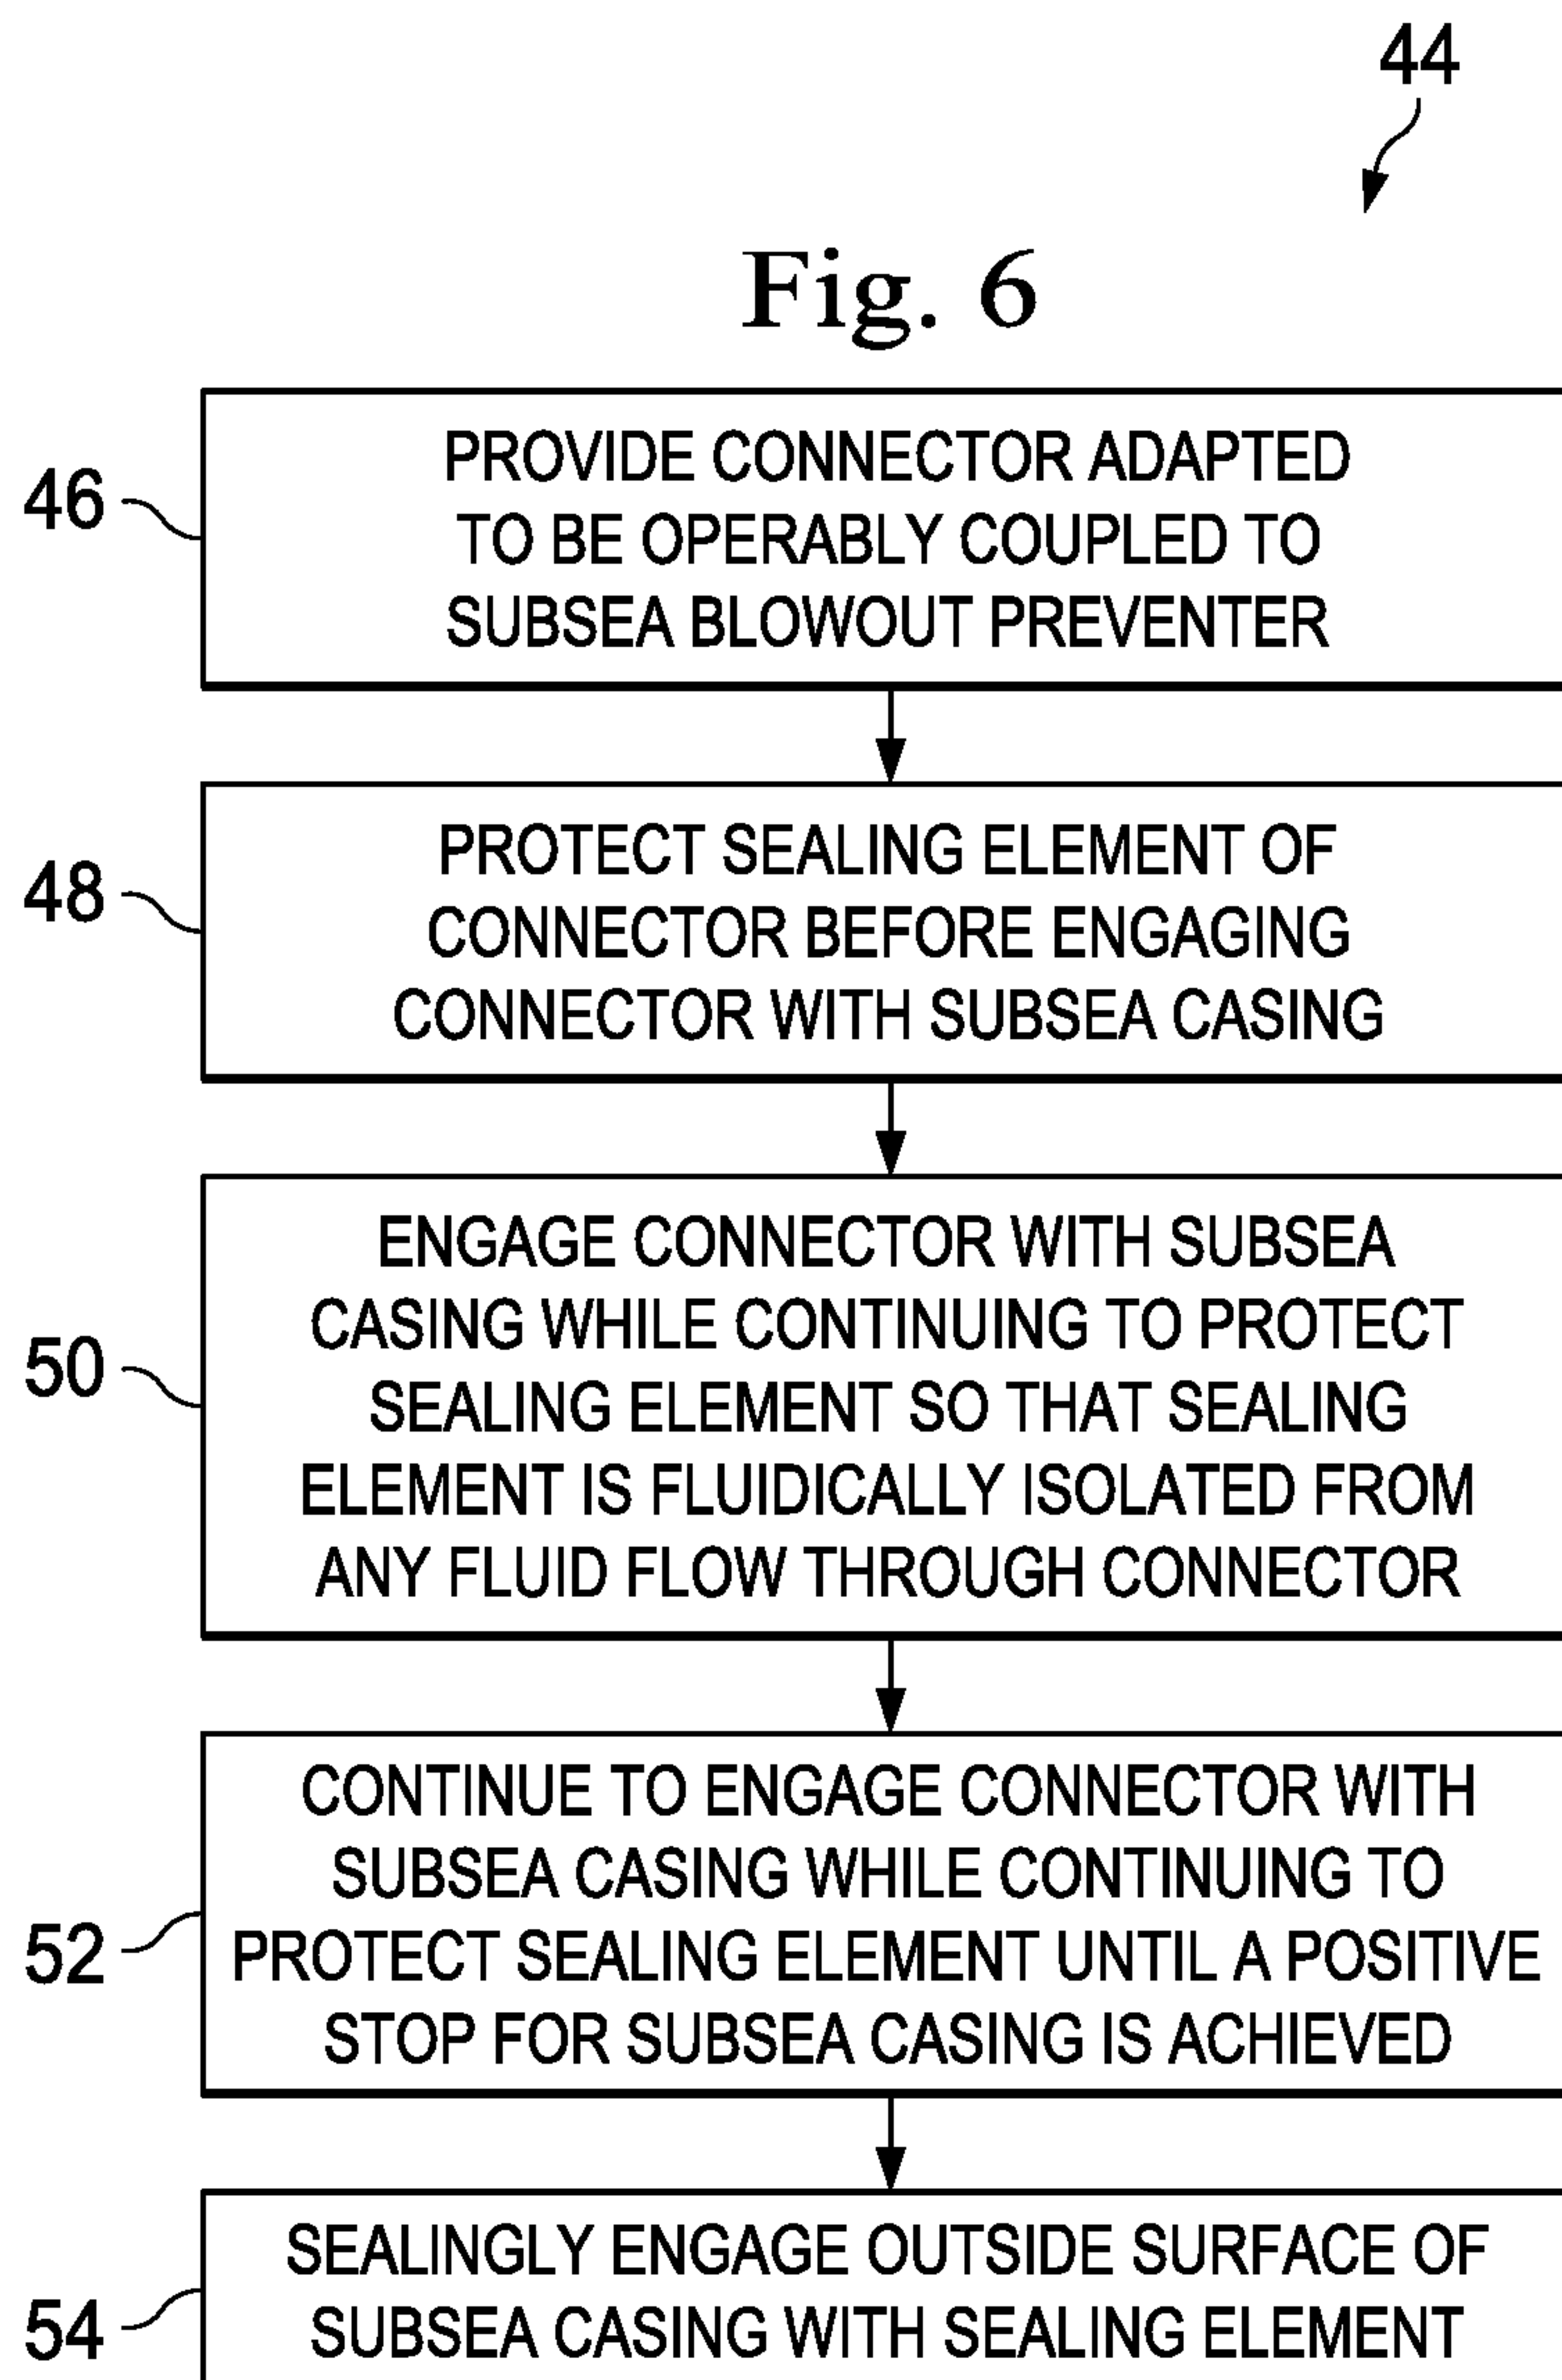 44
Fig. 6
46
PROVIDE CONNECTOR ADAPTED
TO BE OPERABLY COUPLED TO
SUBSEA BLOWOUT PREVENTER
48
PROTECT SEALING ELEMENT OF
CONNECTOR BEFORE ENGAGING
CONNECTOR WITH SUBSEA CASING
50
ENGAGE CONNECTOR WITH SUBSEA
CASING WHILE CONTINUING TO PROTECT
SEALING ELEMENT SO THAT SEALING
ELEMENT IS FLUIDICALLY ISOLATED FROM
ANY FLUID FLOW THROUGH CONNECTOR
52
CONTINUE TO ENGAGE CONNECTOR WITH
SUBSEA CASING WHILE CONTINUING TO
PROTECT SEALING ELEMENT UNTIL A POSITIVE
STOP FOR SUBSEA CASING IS ACHIEVED
54
SEALINGLY ENGAGE OUTSIDE SURFACE OF
SUBSEA CASING WITH SEALING ELEMENT